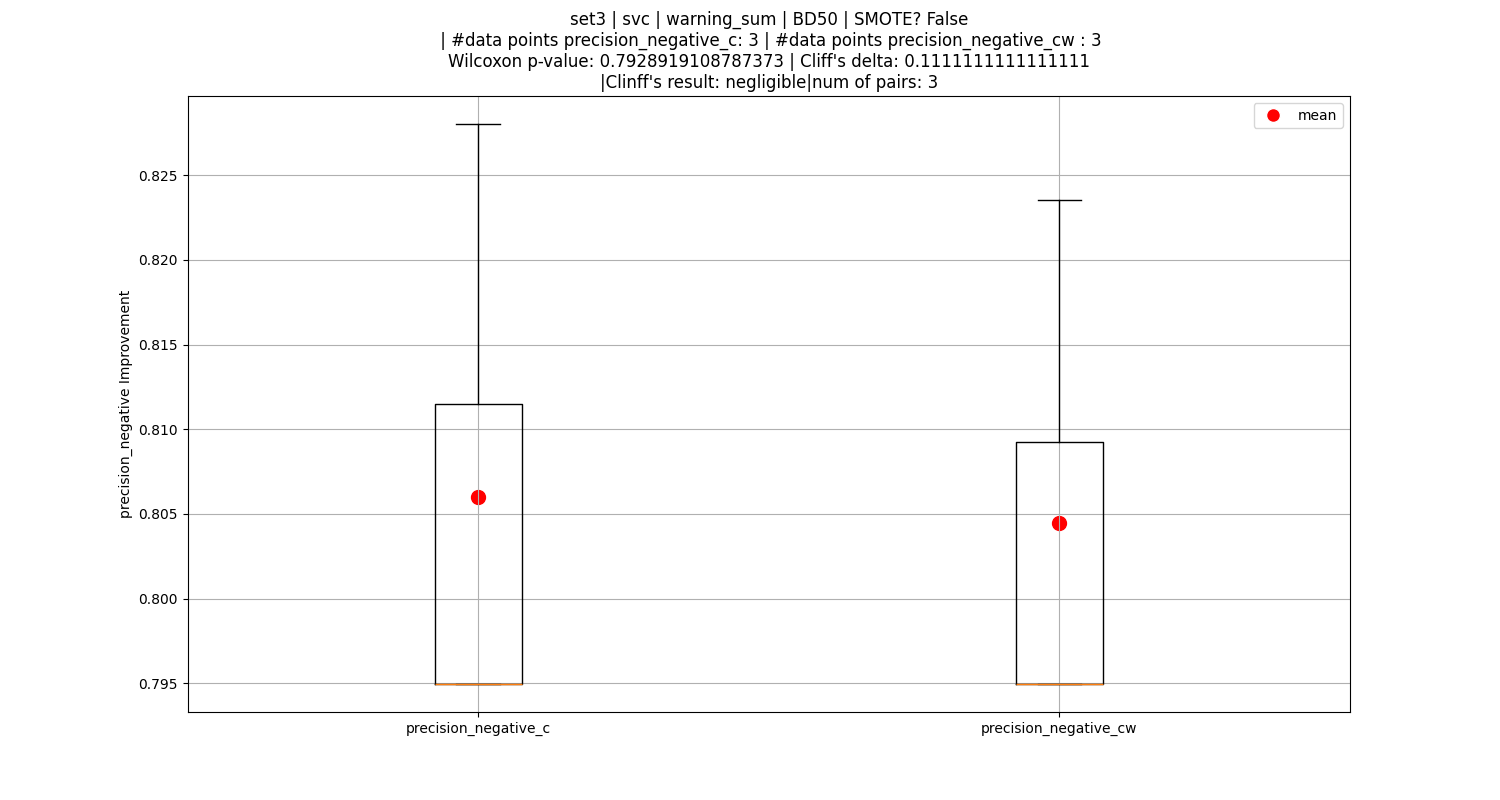 set3 | svc | warning_sum | BD50 | SMOTE? False
| #data points precision_negative_c: 3 | #data points precision_negative_cw : 3
Wilcoxon p-value: 0.7928919108787373 | Cliff's delta: 0.1111111111111111
|Clinff's result: negligible|num of pairs: 3
mean
0.825
0.820
0.815
0.810
0.805
0.800
0.795
precision_negative Improvement
precision_negative_c
precision_negative_cw